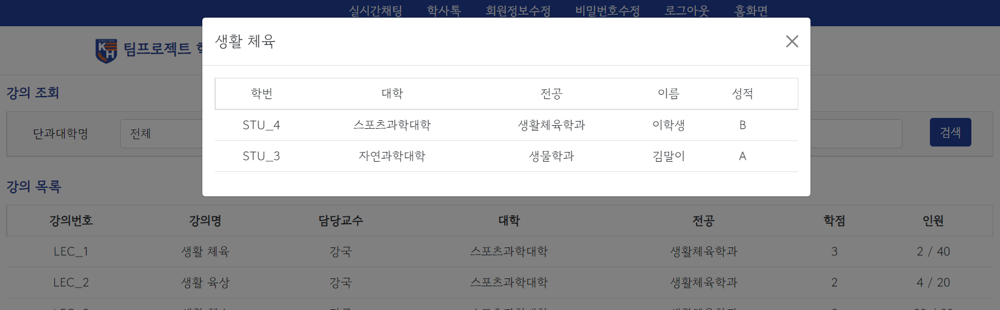 실시간채팅 학사톡 회원정보수정 비밀번호수정 로그아웃 홈화면
생활 체육
KH 팀프로젝트
학번 대학 전공 이름 성적
STU_4 스포츠과학대학 생활체육학과 이학생 B
STU_3 자연과학대학 생물학과 김말이 A
강의 조회
단과대학명 전체 검색
강의 목록
강의번호 강의명 담당교수 대학 전공 학점 인원
LEC_1 생활 체육 강국 스포츠과학대학 생활체육학과 3 2 / 40
LEC_2 생활 육상 강국 스포츠과학대학 생활체육학과 2 4 / 20